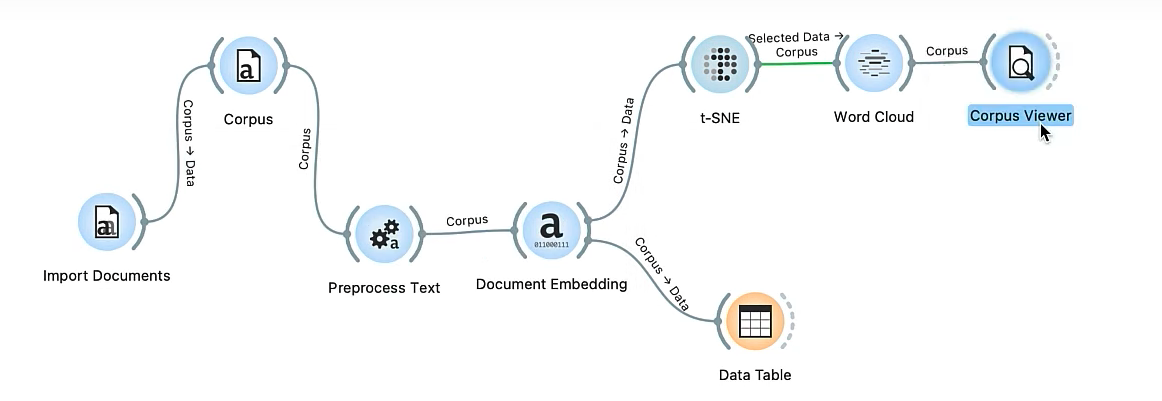 Selected Data →
Corpus
Corpus
Corpus
t-SNE
Word Cloud
Corpus Viewer
Corpus → Data
Corpus
Corpus → Data
Corpus
a
a
Import Documents
Preprocess Text
a
011000111
Document Embedding
Corpus → Data
Data Table